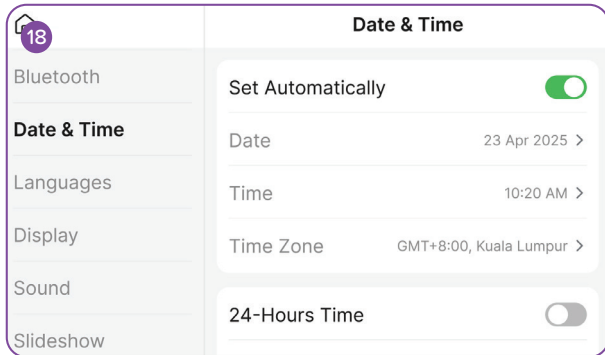 18
Date & Time
Bluetooth
Date & Time
Languages
Display
Sound
Slideshow
Set Automatically
Date 23 Apr 2025 >
Time 10:20 AM >
Time Zone GMT+8:00, Kuala Lumpur >
24-Hours Time